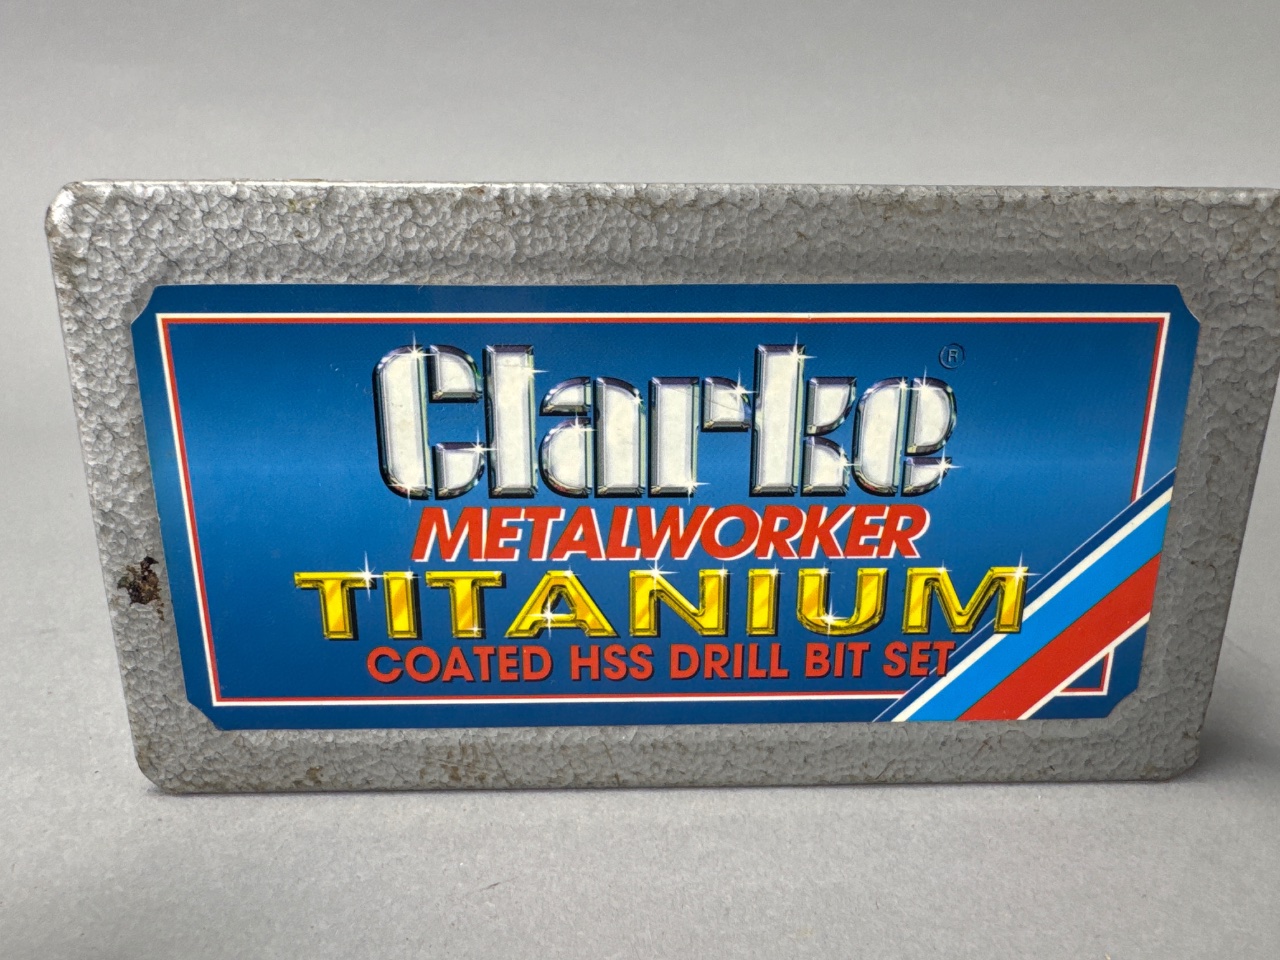 Clarke ®
METALWORKER
TITANIUM
COATED HSS DRILL BIT SET